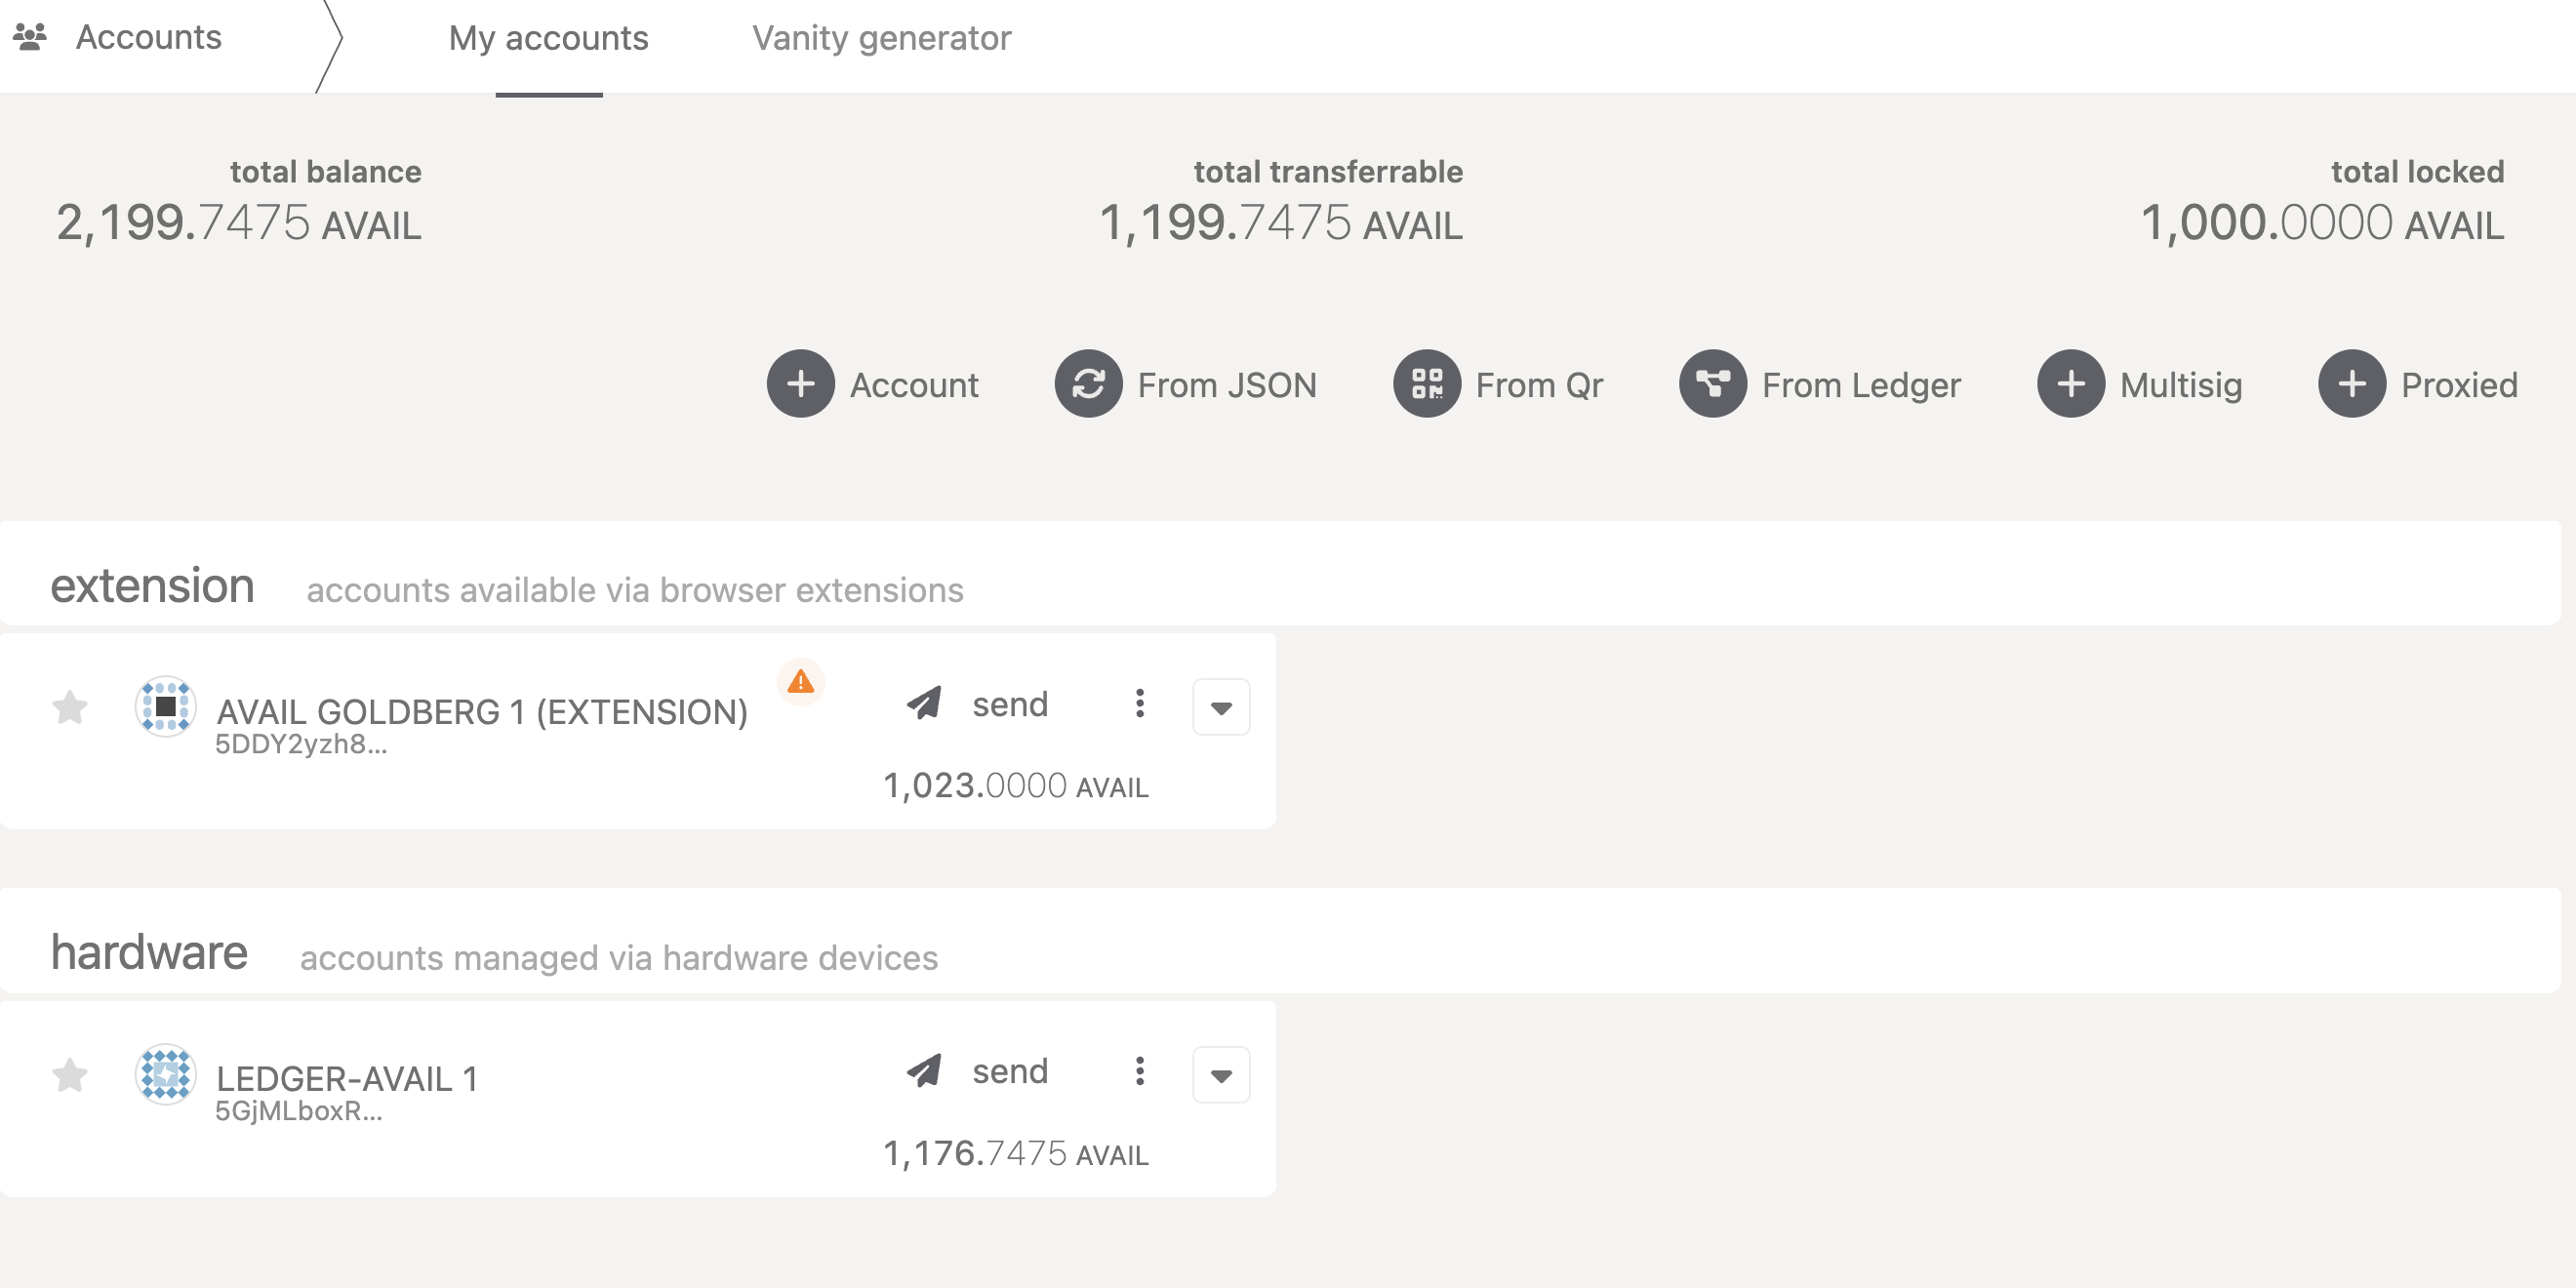 Accounts
My accounts
Vanity generator
total balance
2,199.7475 AVAIL
total transferrable
1,199.7475 AVAIL
total locked
1,000.0000 AVAIL
Account
From JSON
From Qr
From Ledger
Multisig
Proxied
extension accounts available via browser extensions
AVAIL GOLDBERG 1 (EXTENSION)
5DDY2yzh8...
send
1,023.0000 AVAIL
hardware accounts managed via hardware devices
LEDGER-AVAIL 1
5GjMLboxR...
send
1,176.7475 AVAIL